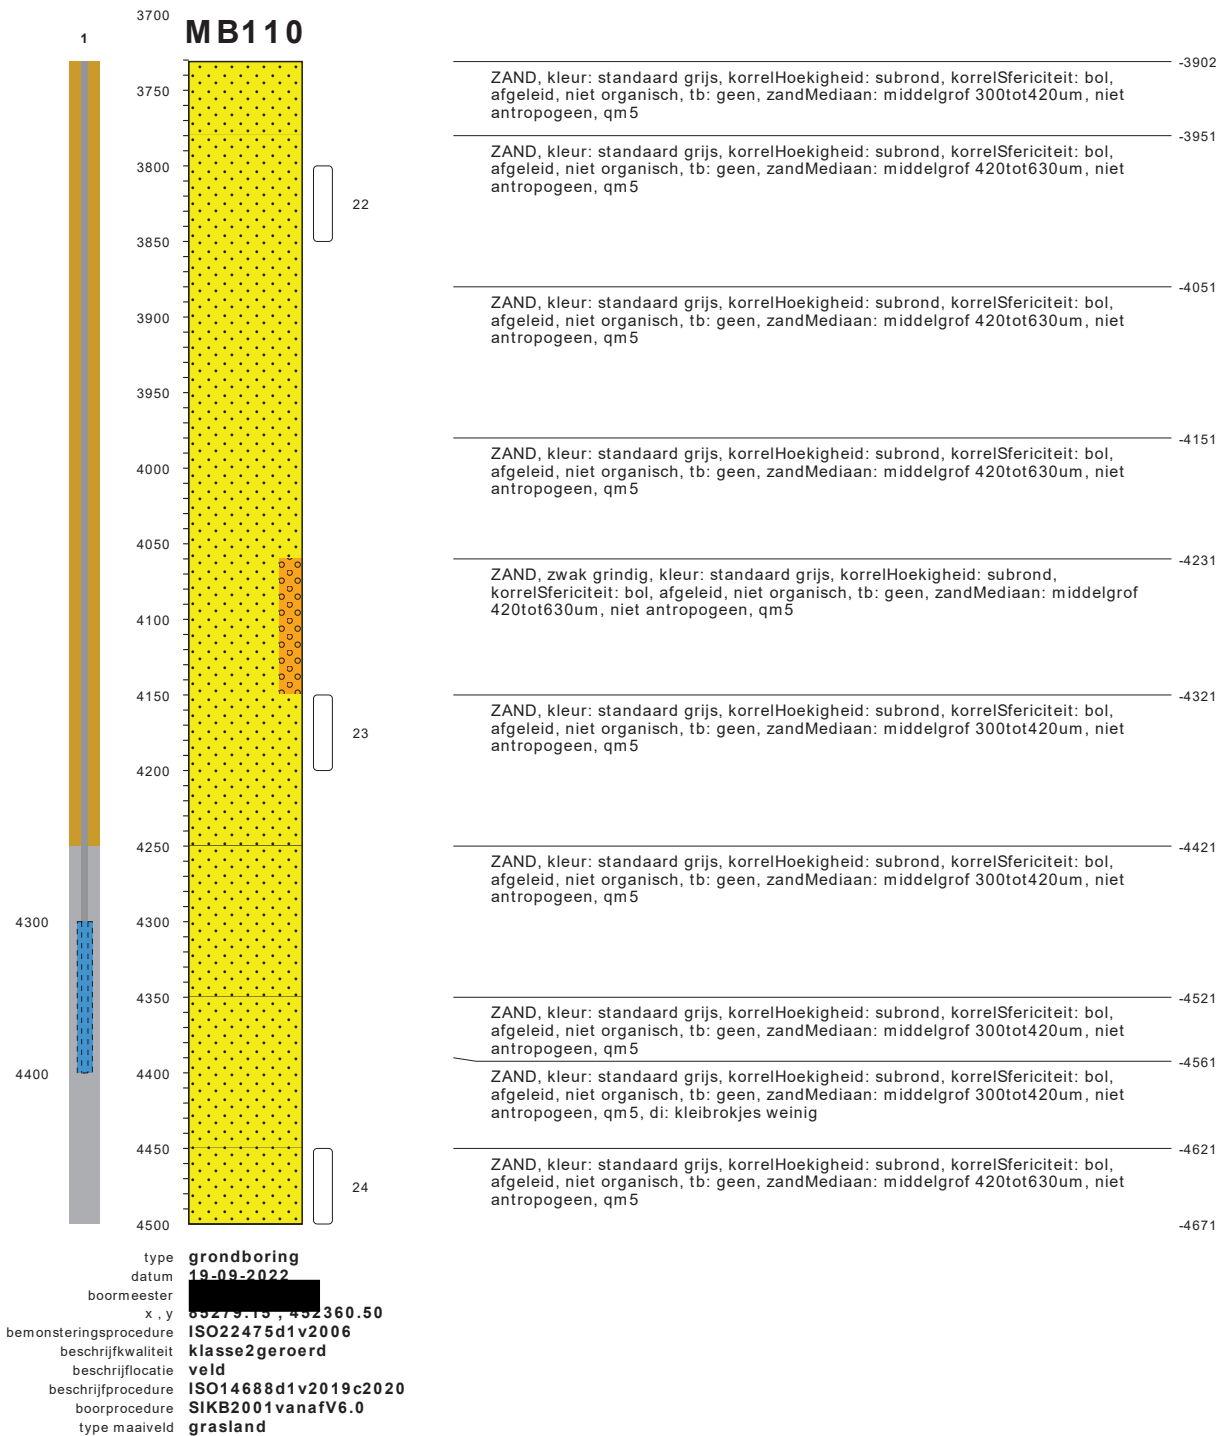 3700
1
MB110
-3902
ZAND, kleur: standaard grijs, korrelHoekigheid: subrond, korrelSfericiteit: bol,
afgeleid, niet organisch, tb: geen, zandMediaan: middelgrof 300tot420um, niet
antropogeen, qm5
3750
-3951
ZAND, kleur: standaard grijs, korrelHoekigheid: subrond, korrelSfericiteit: bol,
afgeleid, niet organisch, tb: geen, zandMediaan: middelgrof 420tot630um, niet
antropogeen, qm5
3800
22
3850
-4051
ZAND, kleur: standaard grijs, korrelHoekigheid: subrond, korrelSfericiteit: bol,
afgeleid, niet organisch, tb: geen, zandMediaan: middelgrof 420tot630um, niet
antropogeen, qm5
3900
3950
-4151
ZAND, kleur: standaard grijs, korrelHoekigheid: subrond, korrelSfericiteit: bol,
afgeleid, niet organisch, tb: geen, zandMediaan: middelgrof 420tot630um, niet
antropogeen, qm5
4000
4050
-4231
ZAND, zwak grindig, kleur: standaard grijs, korrelHoekigheid: subrond,
korrelSfericiteit: bol, afgeleid, niet organisch, tb: geen, zandMediaan: middelgrof
420tot630um, niet antropogeen, qm5
4100
4150
-4321
ZAND, kleur: standaard grijs, korrelHoekigheid: subrond, korrelSfericiteit: bol,
afgeleid, niet organisch, tb: geen, zandMediaan: middelgrof 300tot420um, niet
antropogeen, qm5
23
4200
4250
-4421
ZAND, kleur: standaard grijs, korrelHoekigheid: subrond, korrelSfericiteit: bol,
afgeleid, niet organisch, tb: geen, zandMediaan: middelgrof 300tot420um, niet
antropogeen, qm5
4300
4300
4350
-4521
ZAND, kleur: standaard grijs, korrelHoekigheid: subrond, korrelSfericiteit: bol,
afgeleid, niet organisch, tb: geen, zandMediaan: middelgrof 300tot420um, niet
antropogeen, qm5
-4561
4400
4400
ZAND, kleur: standaard grijs, korrelHoekigheid: subrond, korrelSfericiteit: bol,
afgeleid, niet organisch, tb: geen, zandMediaan: middelgrof 300tot420um, niet
antropogeen, qm5, di: kleibrokjes weinig
4450
-4621
ZAND, kleur: standaard grijs, korrelHoekigheid: subrond, korrelSfericiteit: bol,
afgeleid, niet organisch, tb: geen, zandMediaan: middelgrof 420tot630um, niet
antropogeen, qm5
24
4500
-4671
type grondboring
datum 19-09-2022
boormeester
x , y 85279.15 , 452360.50
bemonsteringsprocedure ISO22475d1v2006
beschrijfkwaliteit klasse2geroerd
beschrijflocatie veld
beschrijfprocedure ISO14688d1v2019c2020
boorprocedure SIKB2001vanafV6.0
type maaiveld grasland